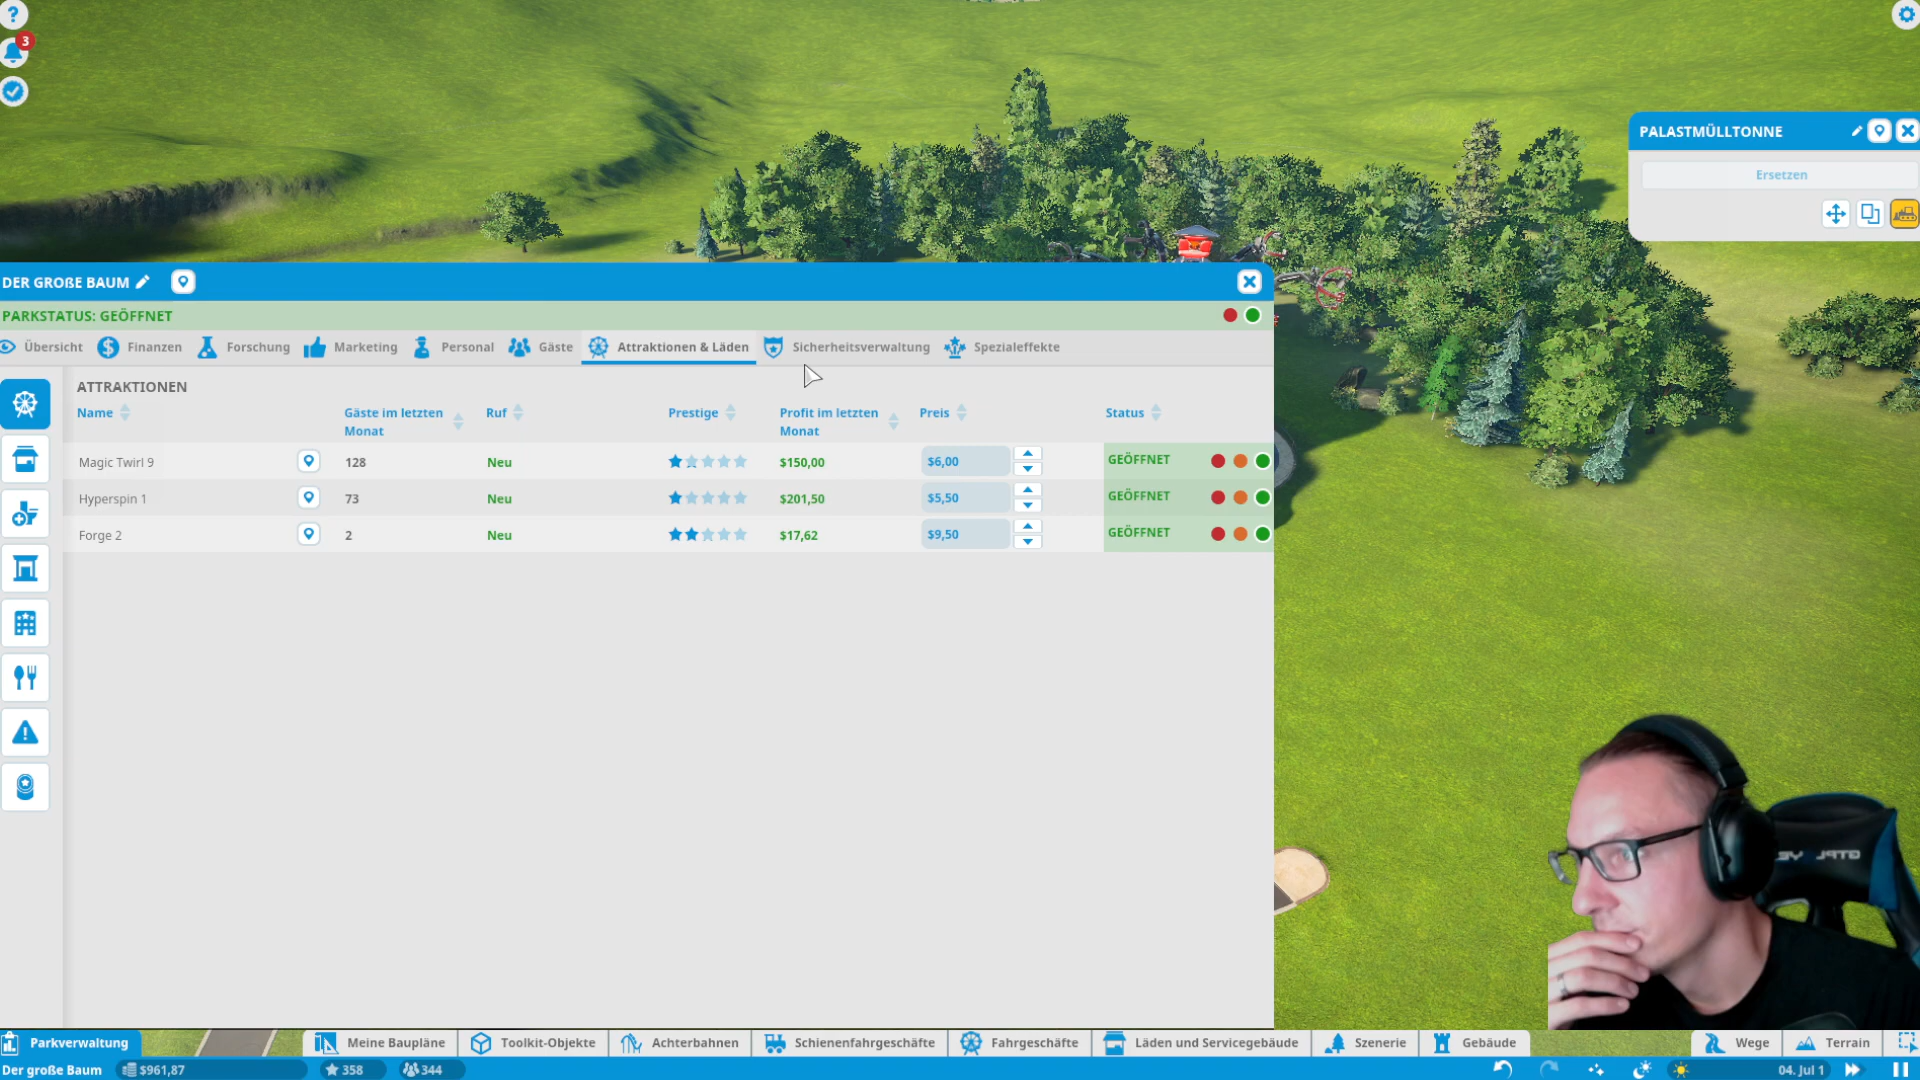 ?
3
PALASTMÜLLTONNE
Ersetzen
DER GROßE BAUM
PARKSTATUS: GEÖFFNET
Übersicht
Finanzen
Forschung
Marketing
Personal
Gäste
Attraktionen & Läden
Sicherheitsverwaltung
Spezialeffekte
ATTRAKTIONEN
Name
Gäste im letzten
Monat
Ruf
Prestige
Profit im letzten
Monat
Preis
Status
Magic Twirl 9 128 Neu $150,00 $6,00 GEÖFFNET
Hyperspin 1 73 Neu $201,50 $5,50 GEÖFFNET
Forge 2 2 Neu $17,62 $9,50 GEÖFFNET
Parkverwaltung
Meine Baupläne
Toolkit-Objekte
Achterbahnen
Schienenfahrgeschäfte
Fahrgeschäfte
Läden und Servicegebäude
Szenerie
Gebäude
Wege
Terrain
Der große Baum
$961,87
358
344
04. Jul 1